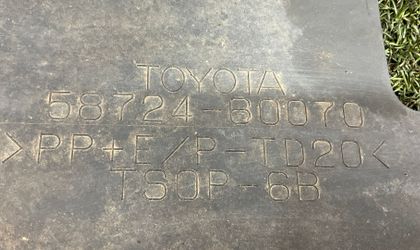 TOYOTA
58724-B0070
>PP+E/P-TD20<
TSOP-6B